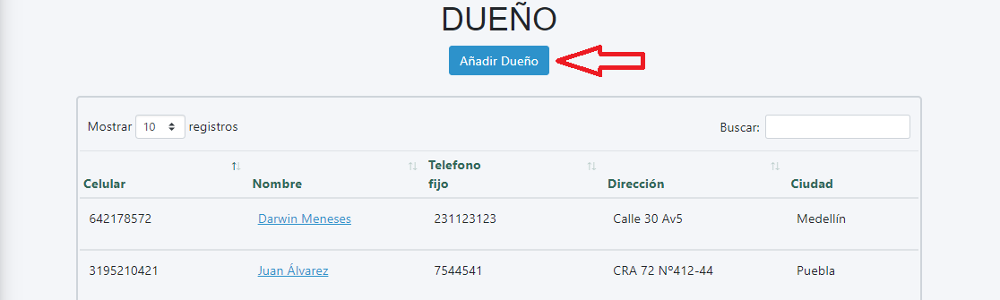 DUEÑO
Añadir Dueño
Mostrar 10 registros Buscar:
Celular Nombre Telefono fijo Dirección Ciudad
642178572 Darwin Meneses 231123123 Calle 30 Av5 Medellín
3195210421 Juan Álvarez 7544541 CRA 72 Nº412-44 Puebla